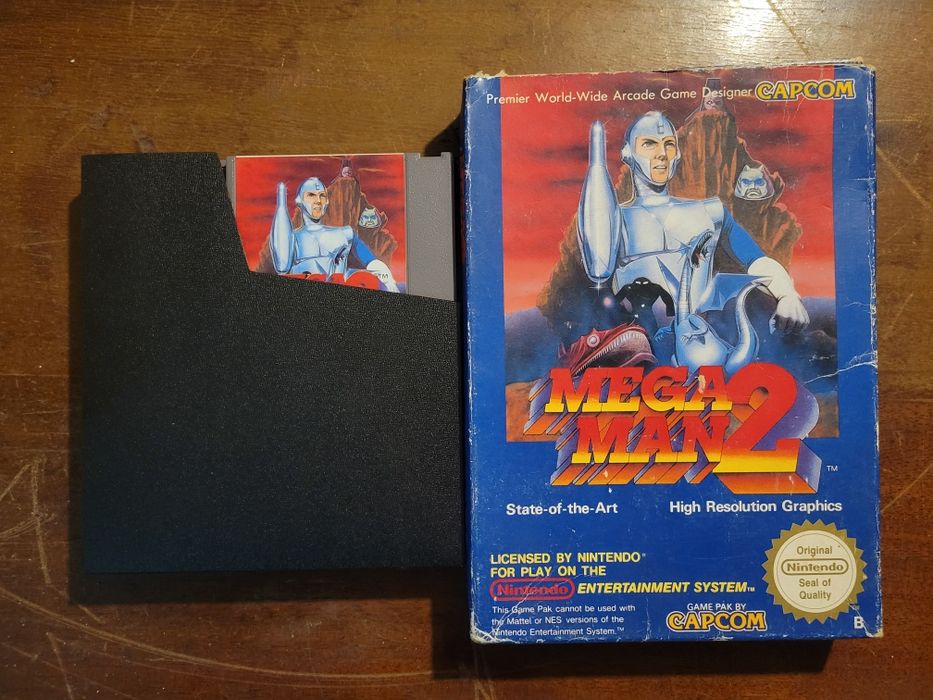 Premier World-Wide Arcade Game Designer CAPCOM
TM
MEGA
MAN 2
TM
State-of-the-Art High Resolution Graphics
LICENSED BY NINTENDO®
FOR PLAY ON THE
Nintendo ENTERTAINMENT SYSTEM™
This Game Pak cannot be used with
the Mattel or NES versions of the
Nintendo Entertainment System.™
GAME PAK BY
CAPCOM
Original
Nintendo
Seal of
Quality
B